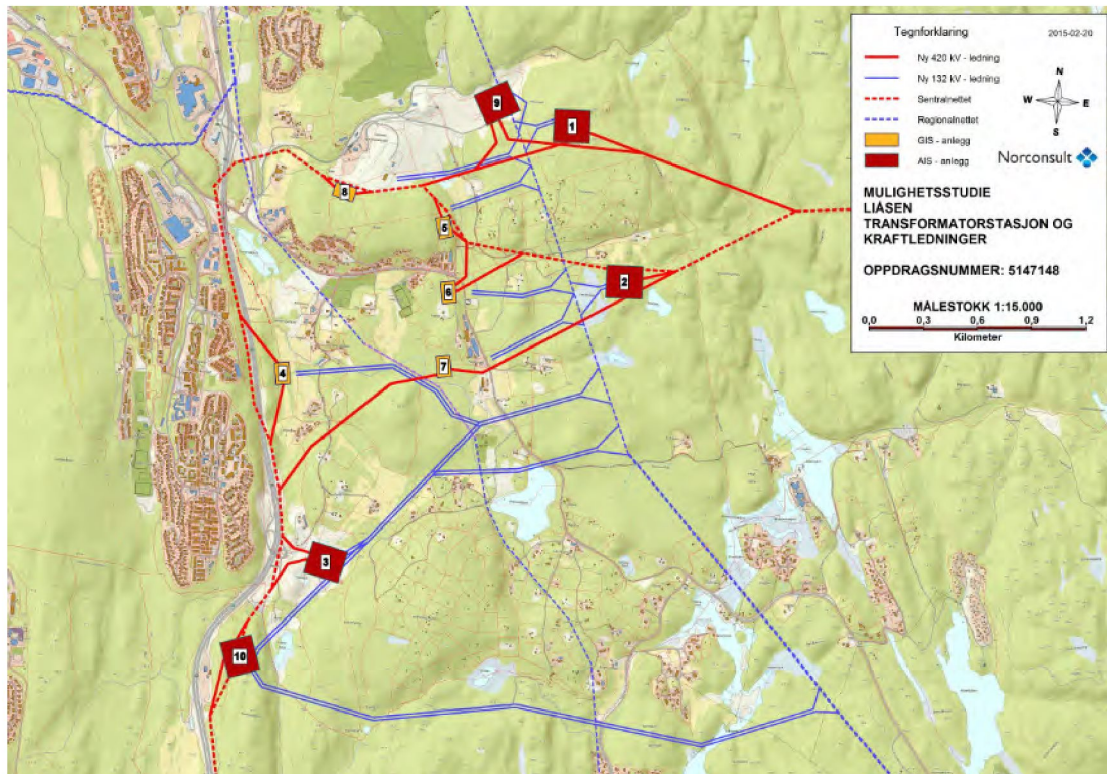 Tegnforklaring
2015-02-20
Ny 420 kV - ledning
Ny 132 kV - ledning
Sentralnettet
Regionalnettet
GIS - anlegg
AIS - anlegg
N
W E
S
Norconsult
MULIGHETSSTUDIE
LIÅSEN
TRANSFORMATORSTASJON OG
KRAFTLEDNINGER
OPPDRAGSNUMMER: 5147148
MÅLESTOKK 1:15.000
0,0 0,3 0,6 0,9 1,2
Kilometer
9
1
8
5
2
6
7
4
3
10